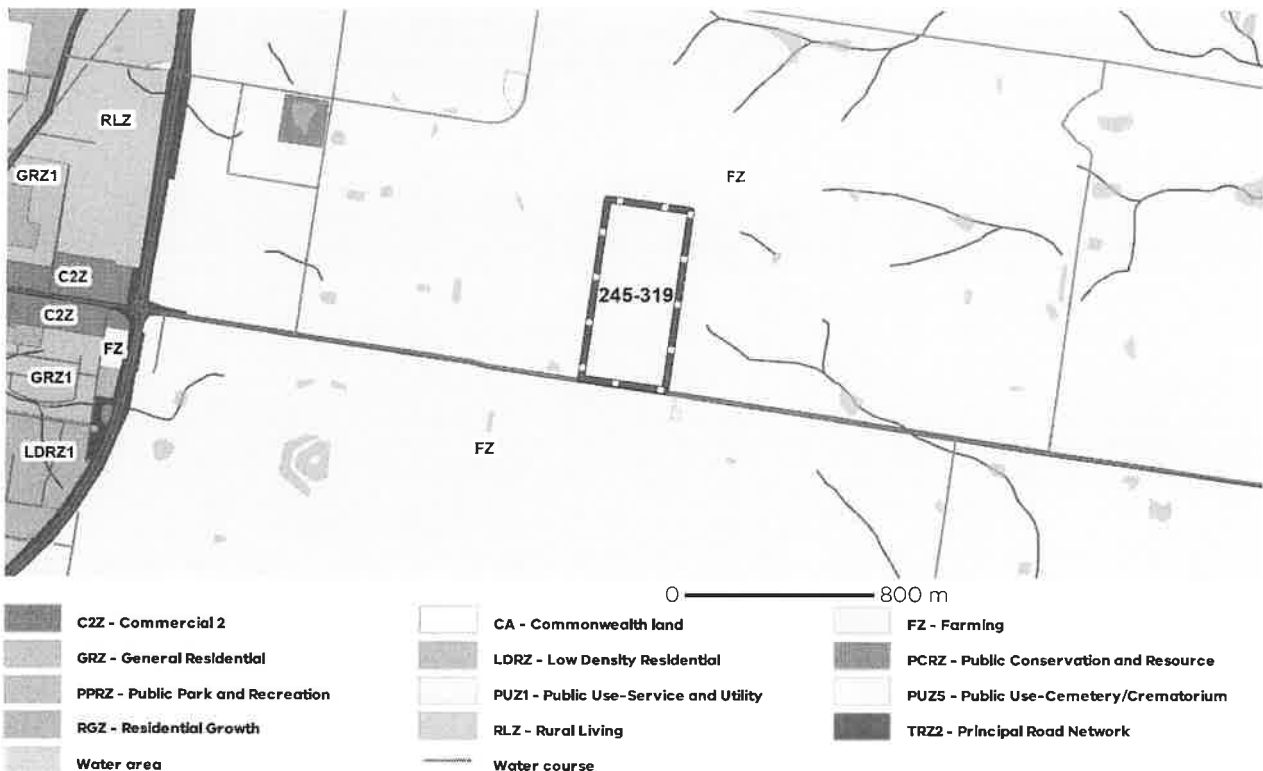 RLZ
GRZ1
FZ
C2Z
245-319
C2Z
FZ
GRZ1
LDRZ1
FZ
0 800 m
C2Z - Commercial 2
CA - Commonwealth land
FZ - Farming
GRZ - General Residential
LDRZ - Low Density Residential
PCRZ - Public Conservation and Resource
PPRZ - Public Park and Recreation
PUZ1 - Public Use-Service and Utility
PUZ5 - Public Use-Cemetery/Crematorium
RGZ - Residential Growth
RLZ - Rural Living
TRZ2 - Principal Road Network
Water area
Water course